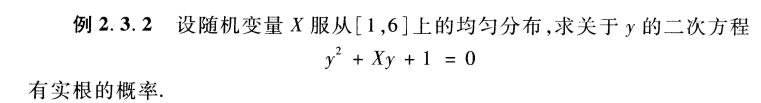 例 2.3.2 设随机变量 X 服从[1,6]上的均匀分布,求关于 y 的二次方程
y² + Xy + 1 = 0
有实根的概率.